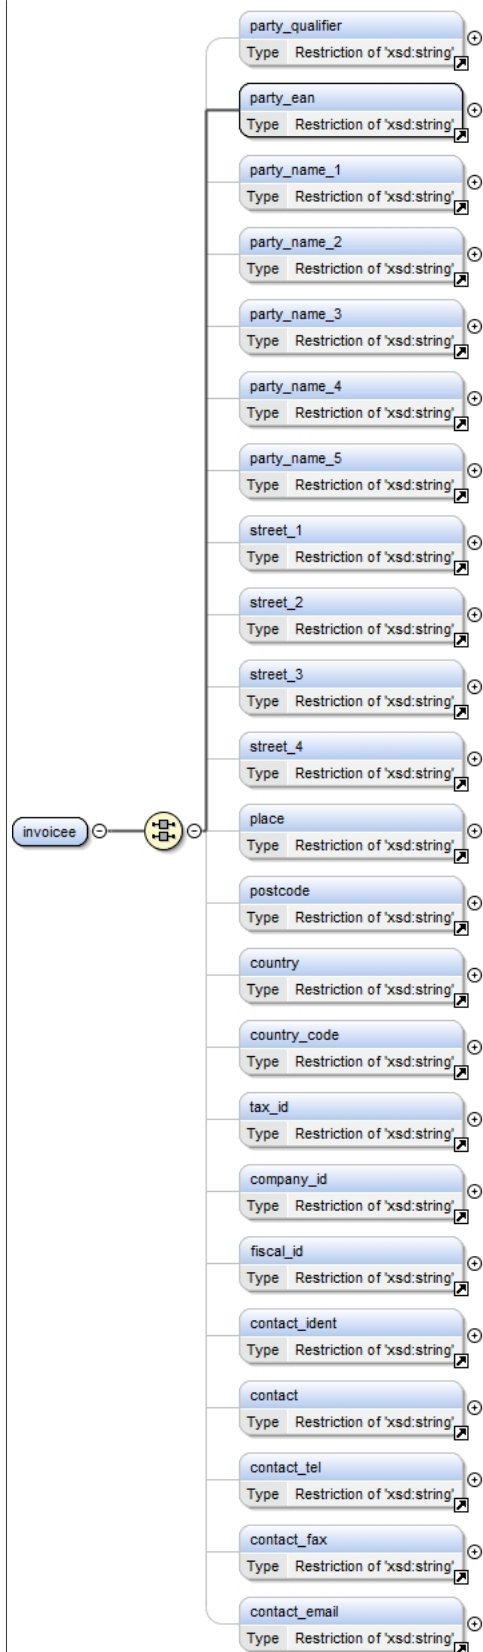 party_qualifier
Type Restriction of 'xsd:string'
party_ean
Type Restriction of 'xsd:string'
party_name_1
Type Restriction of 'xsd:string'
party_name_2
Type Restriction of 'xsd:string'
party_name_3
Type Restriction of 'xsd:string'
party_name_4
Type Restriction of 'xsd:string'
party_name_5
Type Restriction of 'xsd:string'
street_1
Type Restriction of 'xsd:string'
street_2
Type Restriction of 'xsd:string'
street_3
Type Restriction of 'xsd:string'
street_4
Type Restriction of 'xsd:string'
invoicee
place
Type Restriction of 'xsd:string'
postcode
Type Restriction of 'xsd:string'
country
Type Restriction of 'xsd:string'
country_code
Type Restriction of 'xsd:string'
tax_id
Type Restriction of 'xsd:string'
company_id
Type Restriction of 'xsd:string'
fiscal_id
Type Restriction of 'xsd:string'
contact_ident
Type Restriction of 'xsd:string'
contact
Type Restriction of 'xsd:string'
contact_tel
Type Restriction of 'xsd:string'
contact_fax
Type Restriction of 'xsd:string'
contact_email
Type Restriction of 'xsd:string'